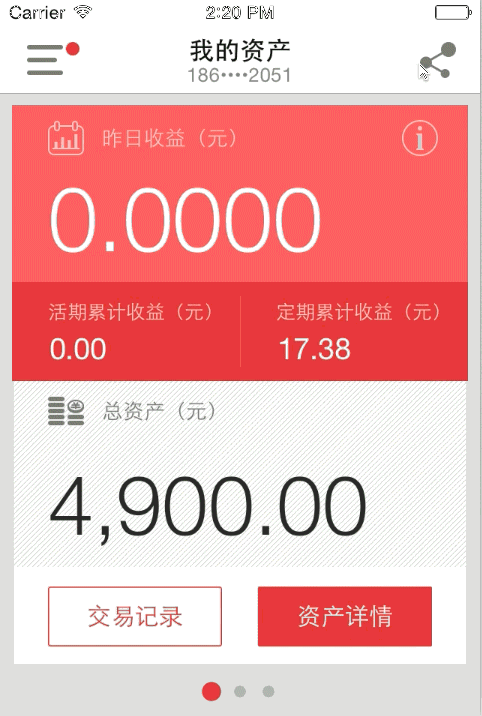 Carrier 2:20 PM
我的资产
186••••2051
昨日收益（元）
0.0000
活期累计收益（元） 定期累计收益（元）
0.00 17.38
总资产（元）
4,900.00
交易记录 资产详情